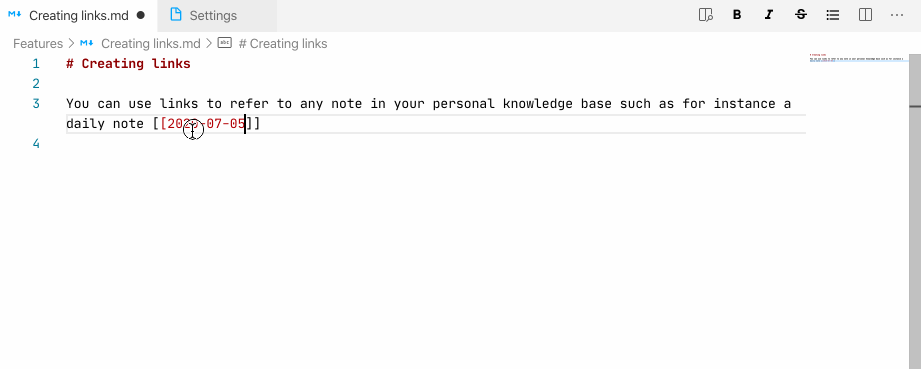 Creating links.md
Settings
B I S ...
Features > Creating links.md > abc # Creating links
1 # Creating links
2
3 You can use links to refer to any note in your personal knowledge base such as for instance a
daily note [[2020-07-05]]
4